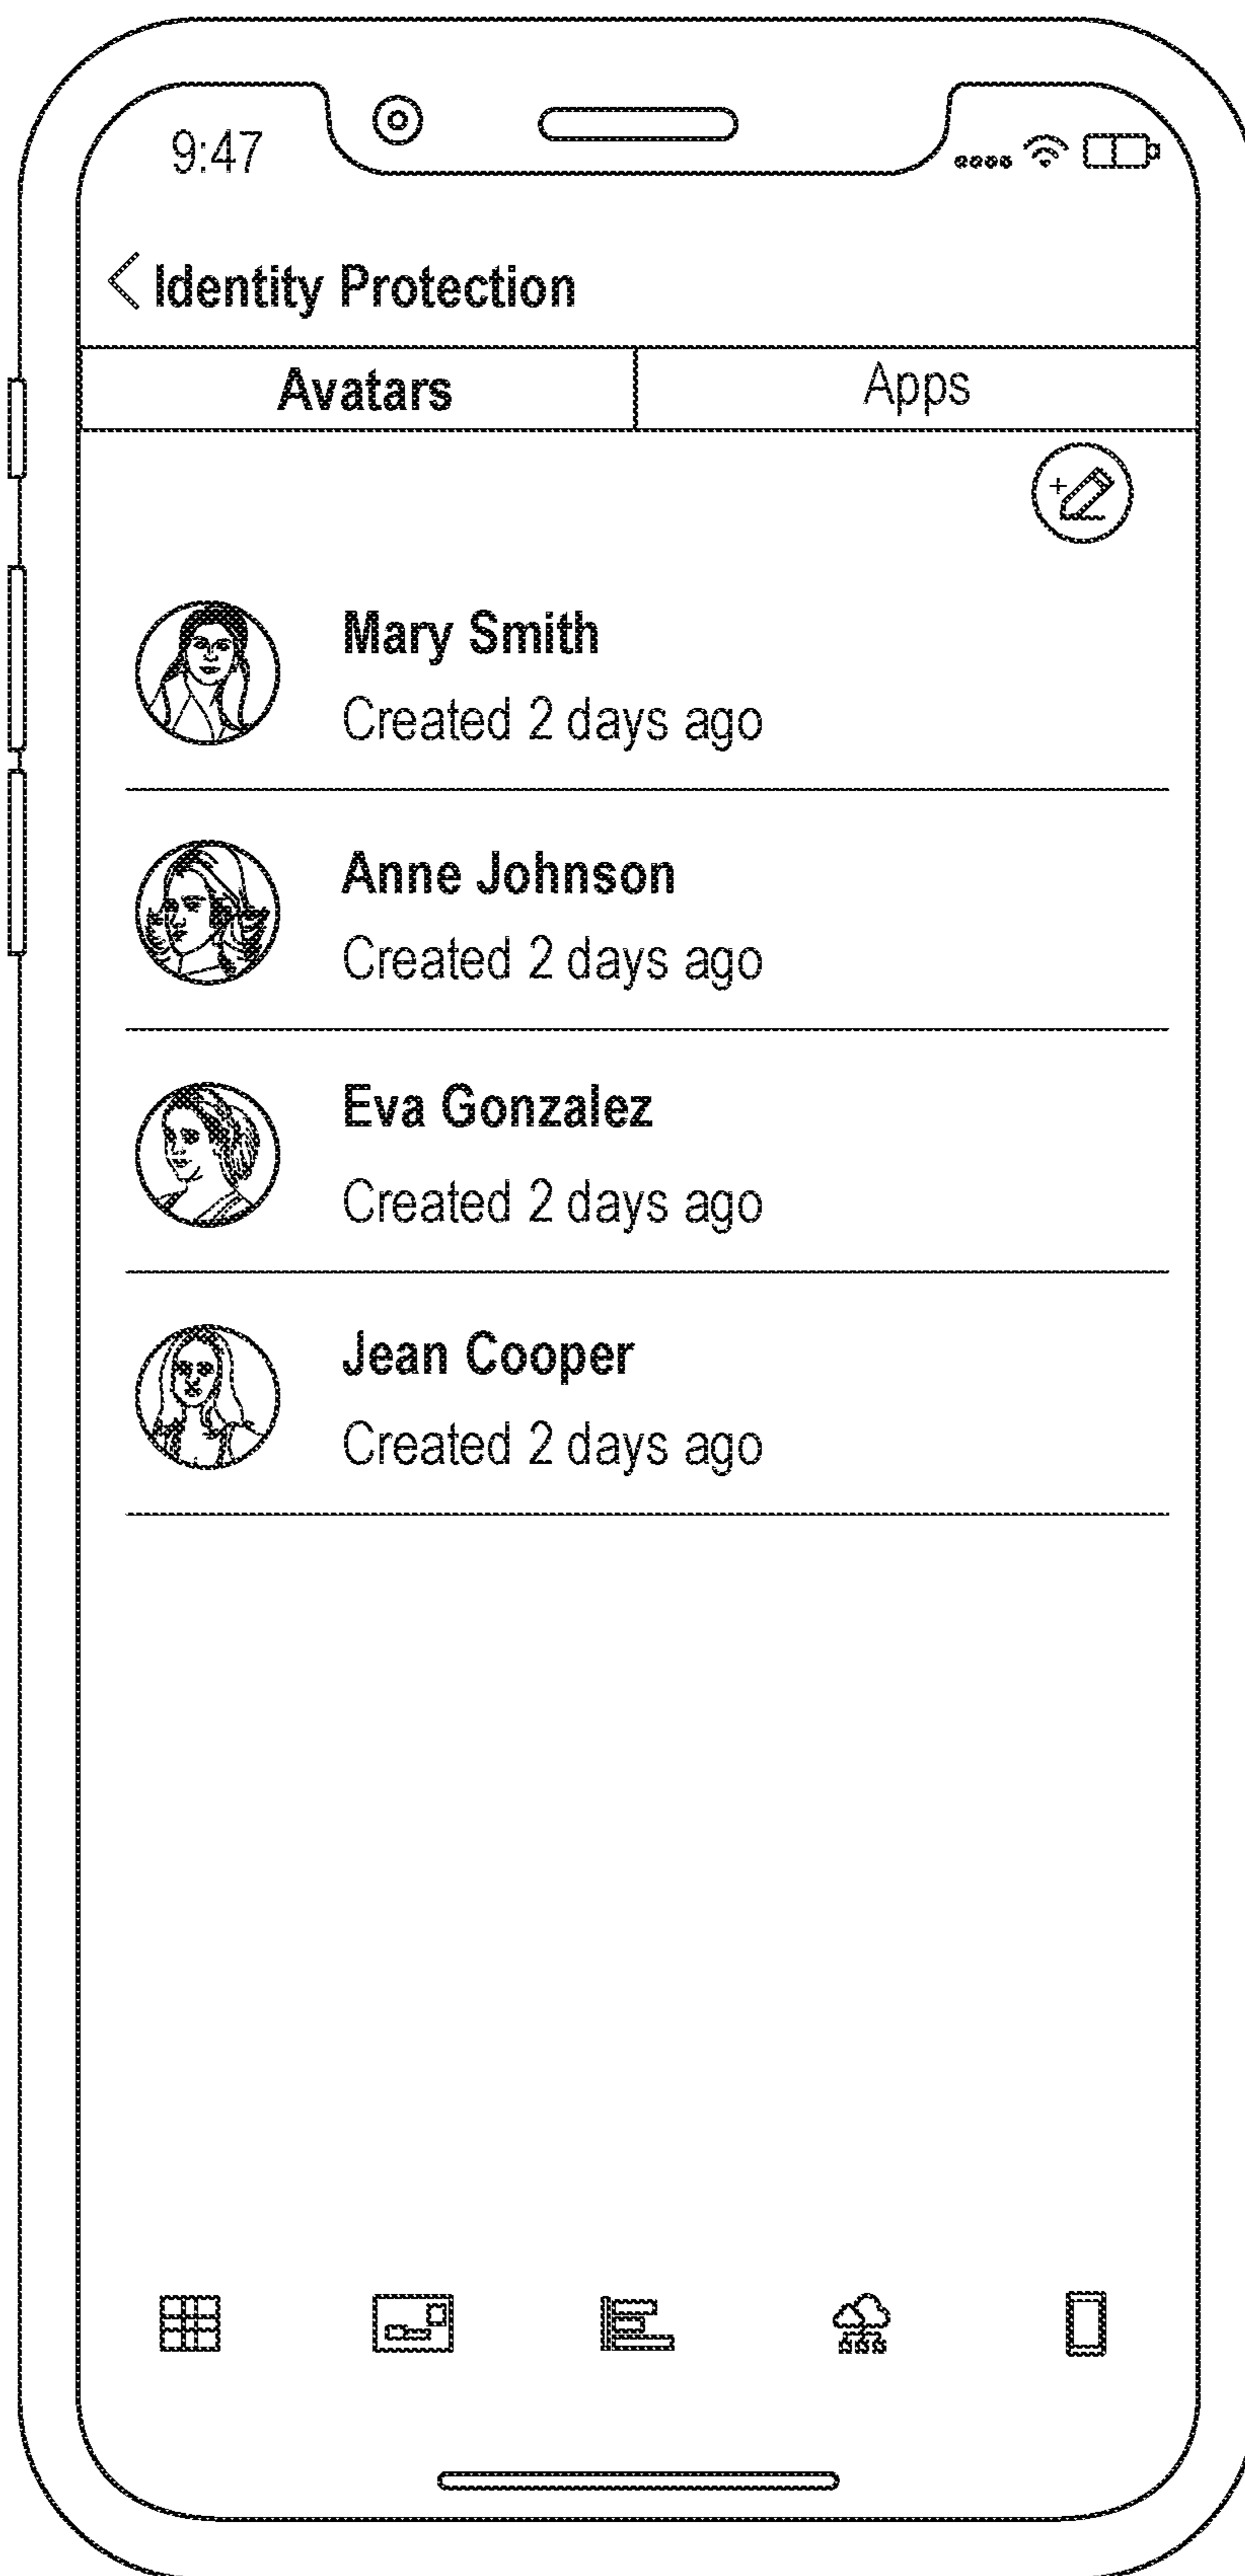 9:47
Identity Protection
Avatars
Apps
Mary Smith
Created 2 days ago
Anne Johnson
Created 2 days ago
Eva Gonzalez
Created 2 days ago
Jean Cooper
Created 2 days ago